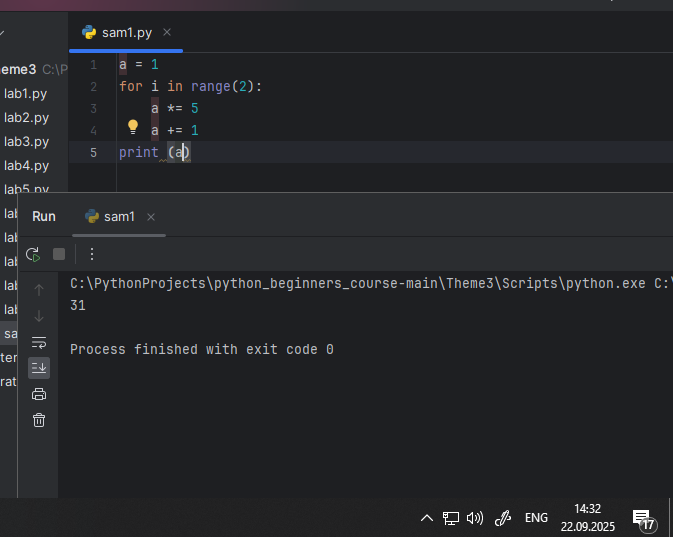 sam1.py
eme3 C:\P
lab1.py
lab2.py
lab3.py
lab4.py
lab5.py
1 a = 1
2 for i in range(2):
3 a *= 5
4 a += 1
5 print (a)
Run sam1
C:\PythonProjects\python_beginners_course-main\Theme3\Scripts\python.exe C:\
31
Process finished with exit code 0
lab
lab
lab
lab
sa
ter
rat
ENG
14:32
22.09.2025
17